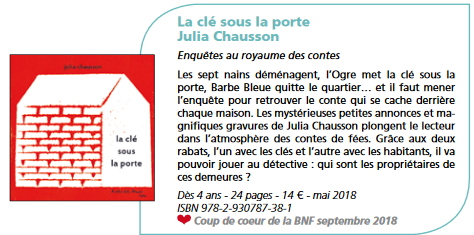 La clé sous la porte
Julia Chausson
Enquêtes au royaume des contes
Les sept nains déménagent, l'Ogre met la clé sous la
porte, Barbe Bleue quitte le quartier... et il faut mener
l'enquête pour retrouver le conte qui se cache derrière
chaque maison. Les mystérieuses petites annonces et ma-
gnifiques gravures de Julia Chausson plongent le lecteur
dans l'atmosphère des contes de fées. Grâce aux deux
rabats, l'un avec les clés et l'autre avec les habitants, il va
pouvoir jouer au détective : qui sont les propriétaires de
ces demeures ?
Dès 4 ans - 24 pages - 14 € - mai 2018
ISBN 978-2-930787-38-1
Coup de coeur de la BNF septembre 2018
julia chausson
la clé
sous
la porte